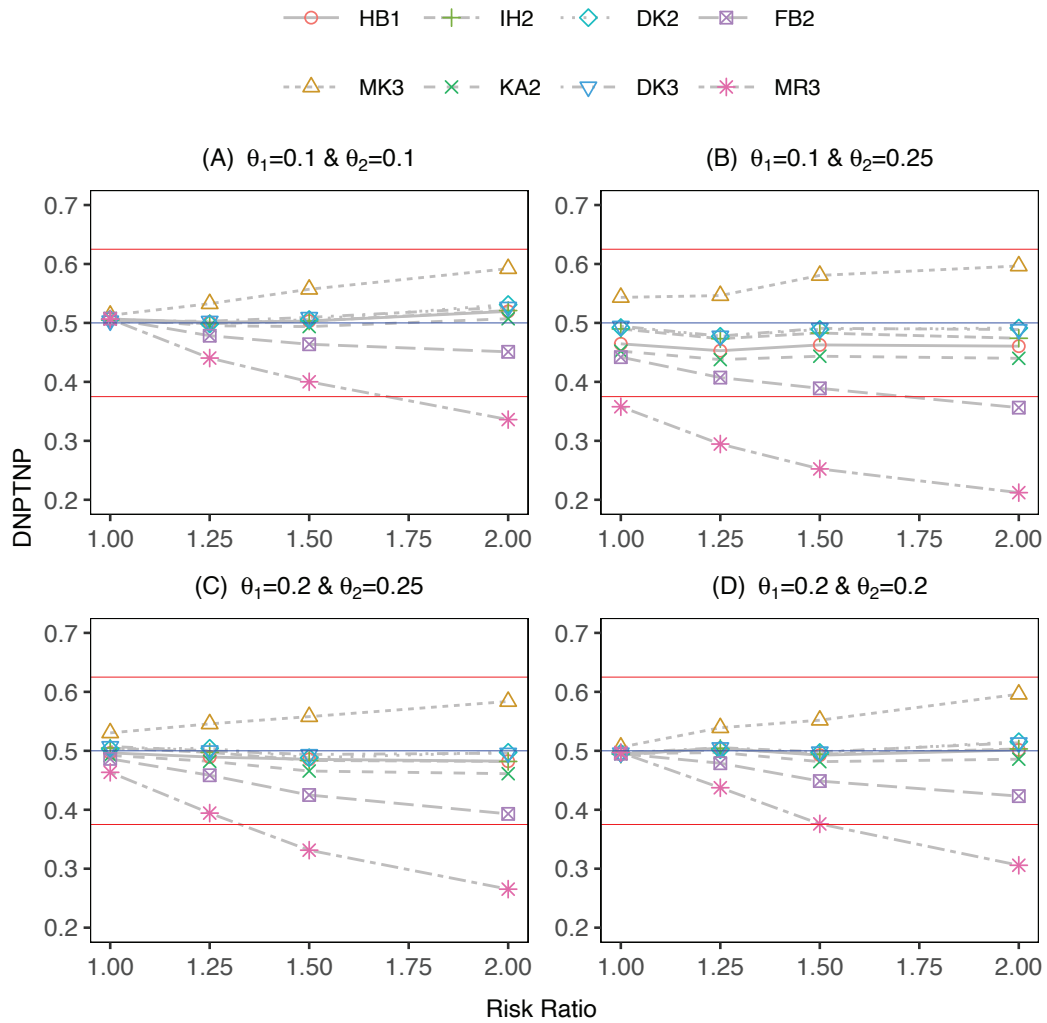 HB1 IH2 DK2 FB2
MK3 KA2 DK3 MR3
(A) θ₁=0.1 & θ₂=0.1
(B) θ₁=0.1 & θ₂=0.25
0.7
0.6
0.5
0.4
0.3
0.2
1.00 1.25 1.50 1.75 2.00
1.00 1.25 1.50 1.75 2.00
DNPTNP
(C) θ₁=0.2 & θ₂=0.25
(D) θ₁=0.2 & θ₂=0.2
0.7
0.6
0.5
0.4
0.3
0.2
0.7
0.6
0.5
0.4
0.3
0.2
0.7
0.6
0.5
0.4
0.3
0.2
1.00 1.25 1.50 1.75 2.00
1.00 1.25 1.50 1.75 2.00
Risk Ratio